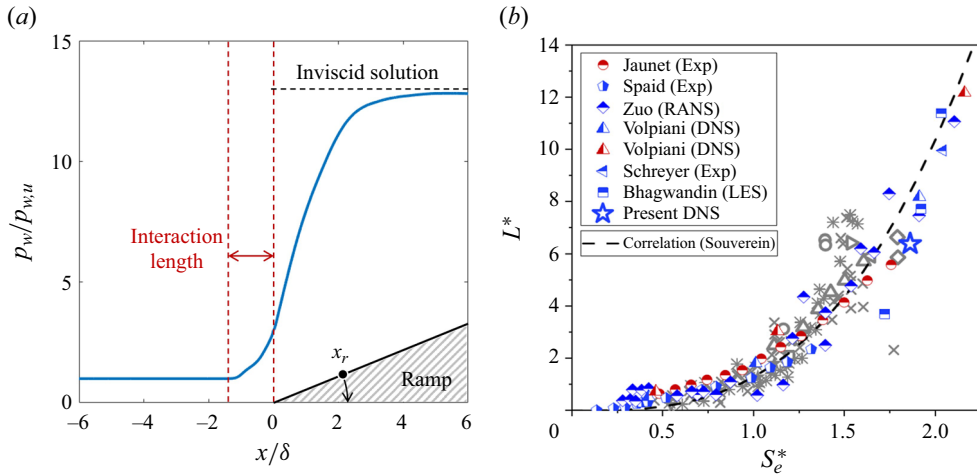 (a)
15
10
5
0
p_w/p_{w,u}
Inviscid solution
Interaction
length
x_r
Ramp
−6
−4
−2
0
2
4
6
x/δ
(b)
14
12
10
8
6
4
2
0
L*
Jaunet (Exp)
Spaid (Exp)
Zuo (RANS)
Volpiani (DNS)
Volpiani (DNS)
Schreyer (Exp)
Bhagwandin (LES)
Present DNS
Correlation (Souverein)
0.5
1.0
1.5
2.0
S_e^*